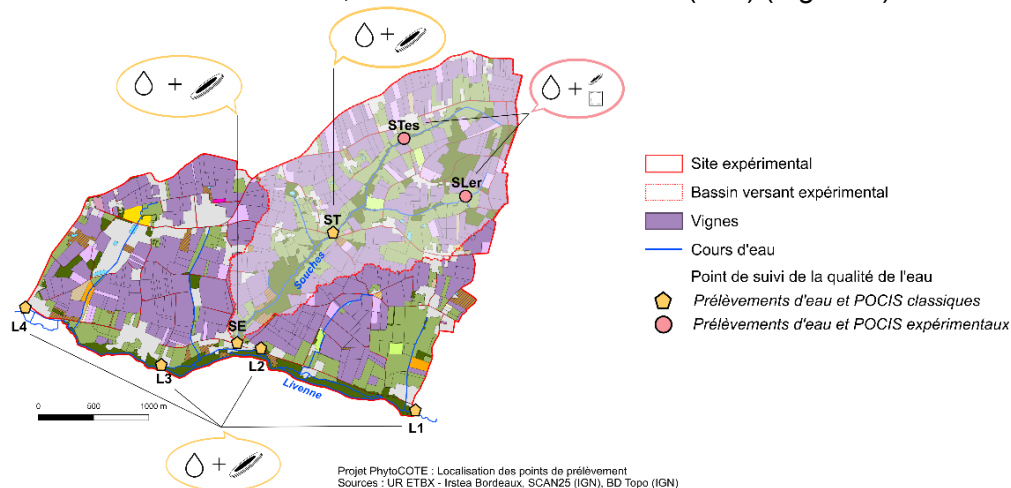 STes
SLer
ST
Souches
SE
L4
L3
L2
Livenne
L1
0 500 1000 m
Site expérimental
Bassin versant expérimental
Vignes
Cours d'eau
Point de suivi de la qualité de l'eau
Prélèvements d'eau et POCIS classiques
Prélèvements d'eau et POCIS expérimentaux
Projet PhytoCOTE : Localisation des points de prélèvement
Sources : UR ETBX - Irstea Bordeaux, SCAN25 (IGN), BD Topo (IGN)